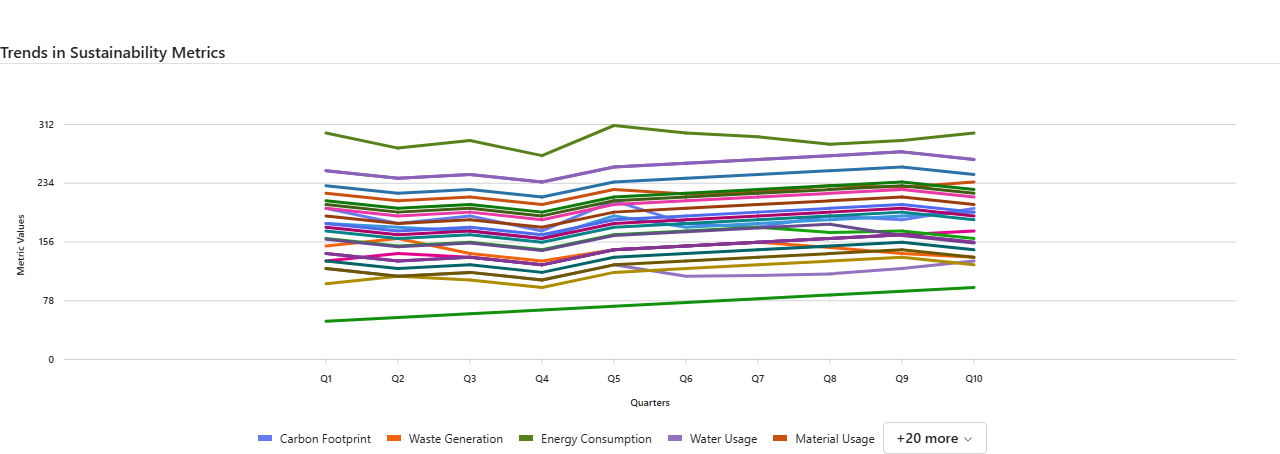 Trends in Sustainability Metrics
312
234
156
78
0
Metric Values
Q1 Q2 Q3 Q4 Q5 Q6 Q7 Q8 Q9 Q10
Quarters
Carbon Footprint Waste Generation Energy Consumption Water Usage Material Usage +20 more